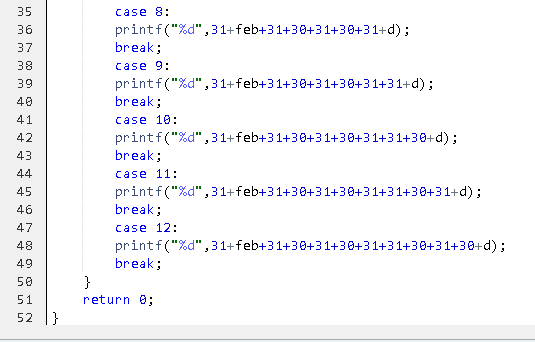 35 case 8:
36 printf("%d",31+feb+31+30+31+30+31+d);
37 break;
38 case 9:
39 printf("%d",31+feb+31+30+31+30+31+31+d);
40 break;
41 case 10:
42 printf("%d",31+feb+31+30+31+30+31+31+30+d);
43 break;
44 case 11:
45 printf("%d",31+feb+31+30+31+30+31+31+30+31+d);
46 break;
47 case 12:
48 printf("%d",31+feb+31+30+31+30+31+31+30+31+30+d);
49 break;
50 }
51 return 0;
52 }